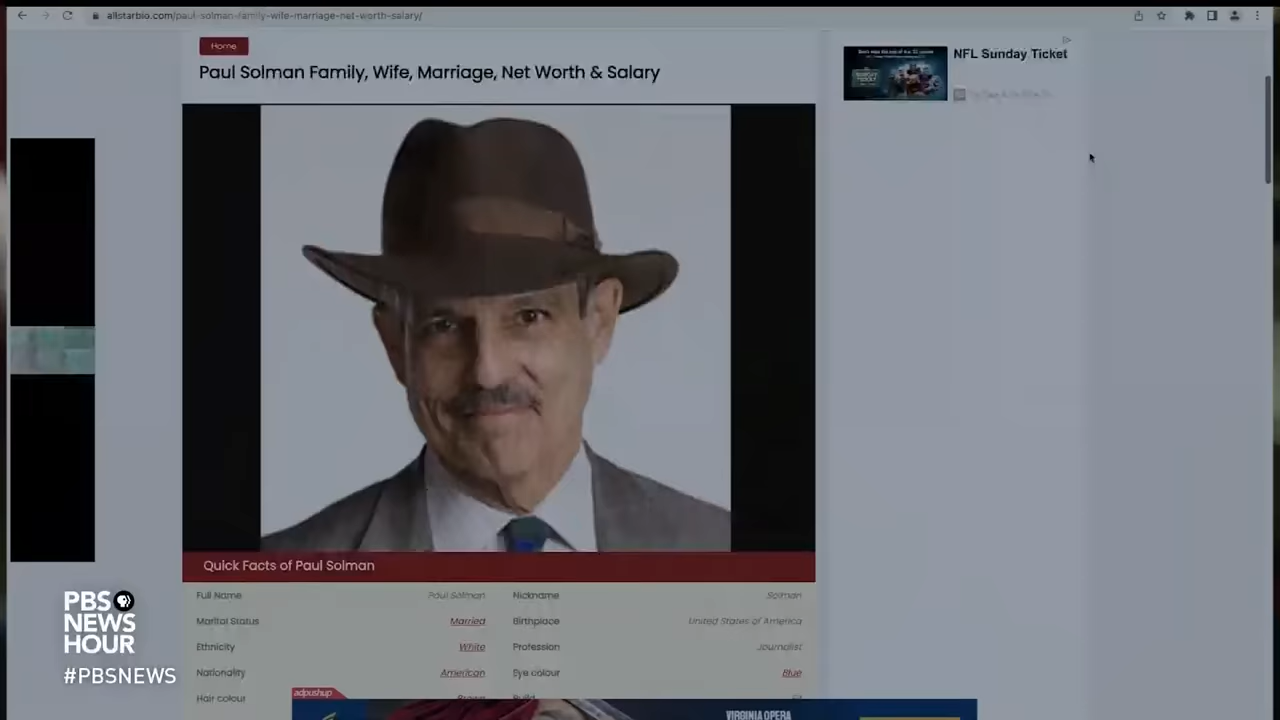 allstarbio.com/paul-solman-family-wife-marriage-net-worth-salary/
Home
Paul Solman Family, Wife, Marriage, Net Worth & Salary
NFL Sunday Ticket
Quick Facts of Paul Solman
Full Name Paul Solman Nickname Solman
Marital Status Married Birthplace United States of America
Ethnicity White Profession Journalist
Nationality American Eye colour Blue
Hair colour Brown Build Fit
adpushup
VIRGINIA OPERA
PBS
NEWS
HOUR
#PBSNEWS